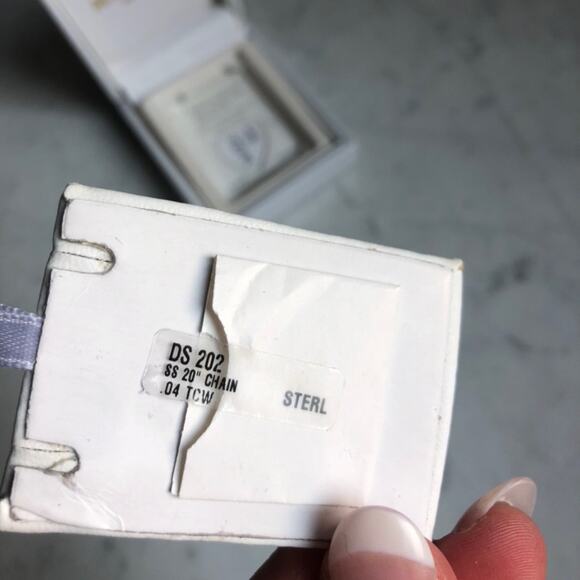 DS 202
SS 20" CHAIN
.04 TCW
STERL